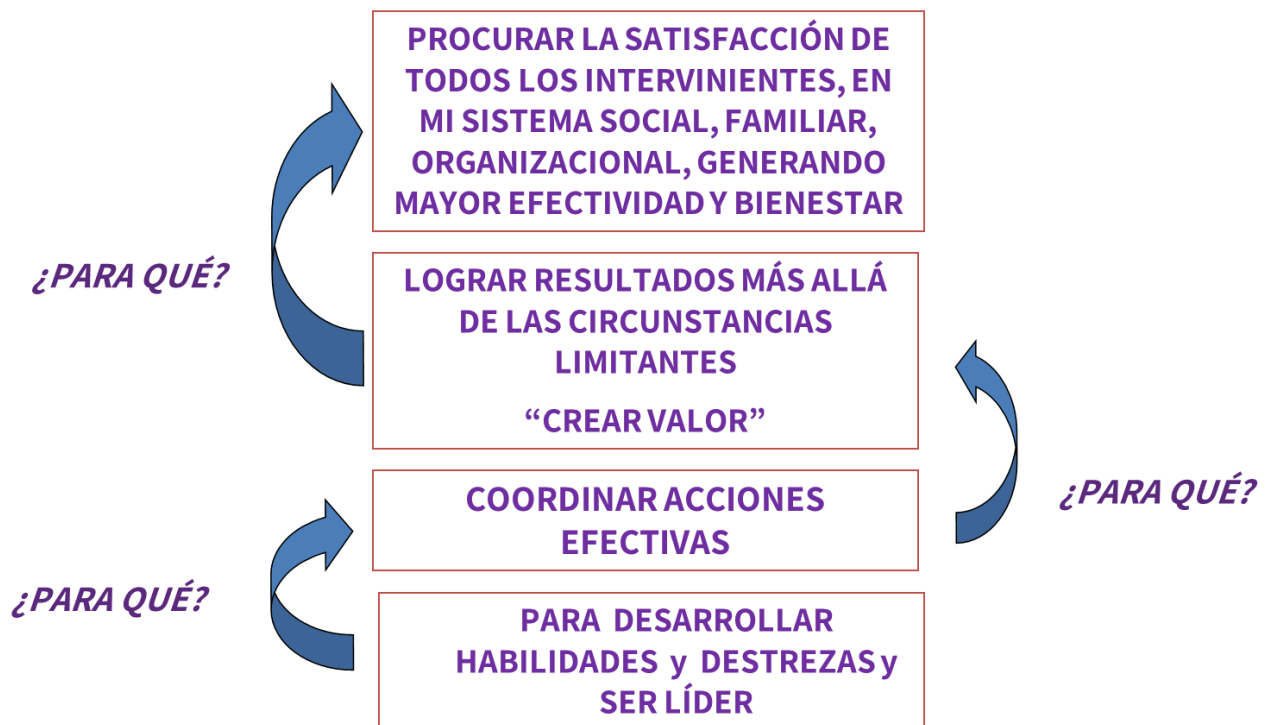 PROCURAR LA SATISFACCIÓN DE
TODOS LOS INTERVINIENTES, EN
MI SISTEMA SOCIAL, FAMILIAR,
ORGANIZACIONAL, GENERANDO
MAYOR EFECTIVIDAD Y BIENESTAR
¿PARA QUÉ?
LOGRAR RESULTADOS MÁS ALLÁ
DE LAS CIRCUNSTANCIAS
LIMITANTES
“CREAR VALOR”
¿PARA QUÉ?
COORDINAR ACCIONES
EFECTIVAS
¿PARA QUÉ?
PARA DESARROLLAR
HABILIDADES y DESTREZAS y
SER LÍDER